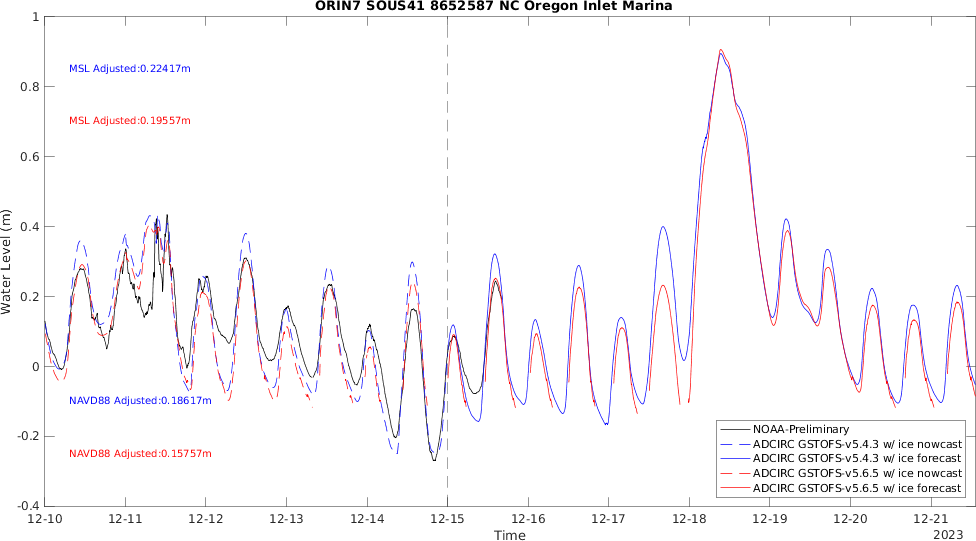 ORIN7 SOUS41 8652587 NC Oregon Inlet Marina
1
0.8
0.6
0.4
0.2
0
-0.2
-0.4
Water Level (m)
MSL Adjusted:0.22417m
MSL Adjusted:0.19557m
NAVD88 Adjusted:0.18617m
NAVD88 Adjusted:0.15757m
NOAA-Preliminary
ADCIRC GSTOFS-v5.4.3 w/ ice nowcast
ADCIRC GSTOFS-v5.4.3 w/ ice forecast
ADCIRC GSTOFS-v5.6.5 w/ ice nowcast
ADCIRC GSTOFS-v5.6.5 w/ ice forecast
12-10 12-11 12-12 12-13 12-14 12-15 12-16 12-17 12-18 12-19 12-20 12-21
Time
2023